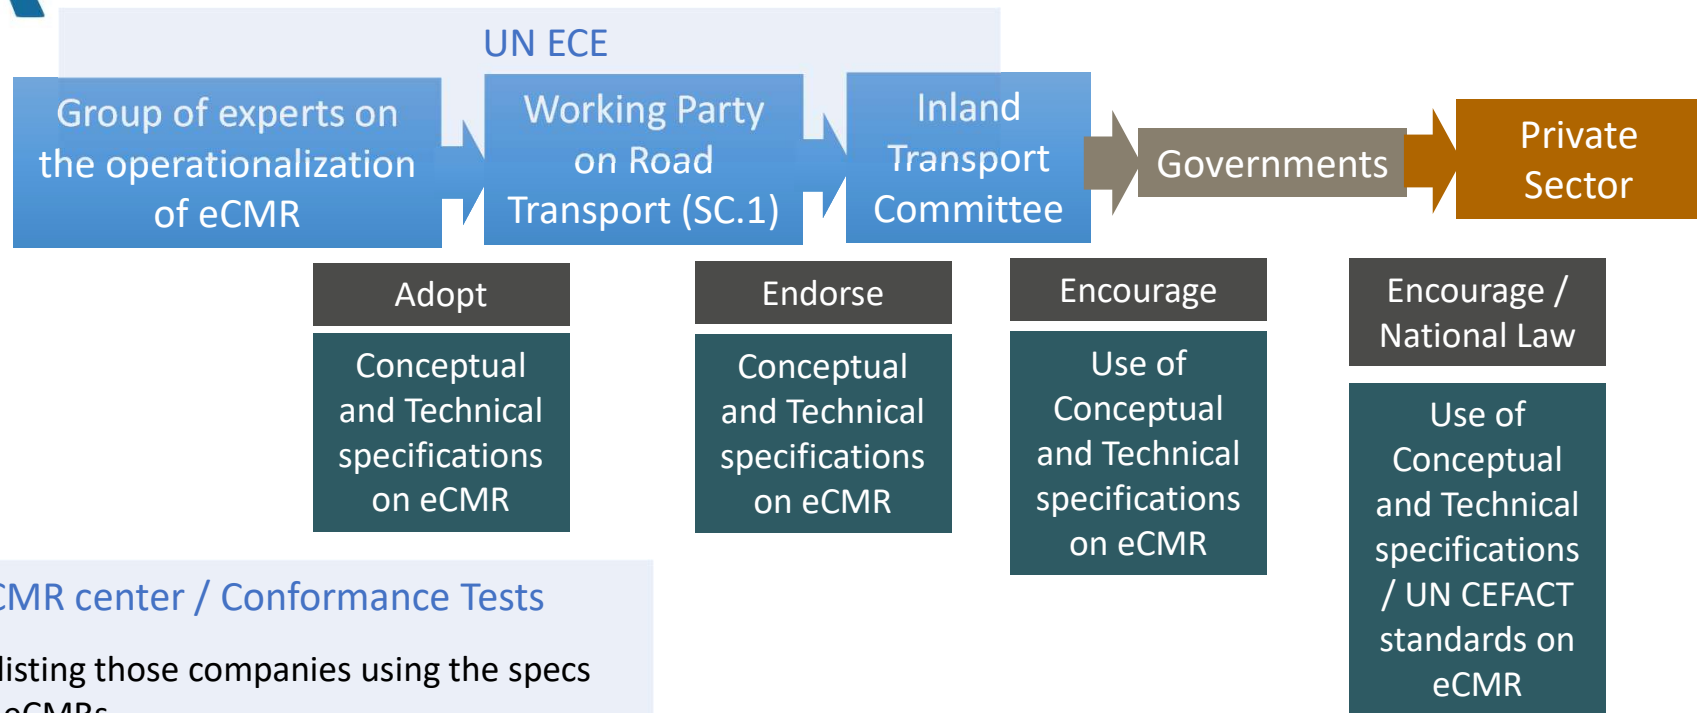 UN ECE
Group of experts on
the operationalization
of eCMR
Working Party
on Road
Transport (SC.1)
Inland
Transport
Committee
Governments
Private
Sector
Adopt
Conceptual
and Technical
specifications
on eCMR
Endorse
Conceptual
and Technical
specifications
on eCMR
Encourage
Use of
Conceptual
and Technical
specifications
on eCMR
Encourage /
National Law
Use of
Conceptual
and Technical
specifications
/ UN CEFACT
standards on
eCMR
CMR center / Conformance Tests
listing those companies using the specs
eCMRs